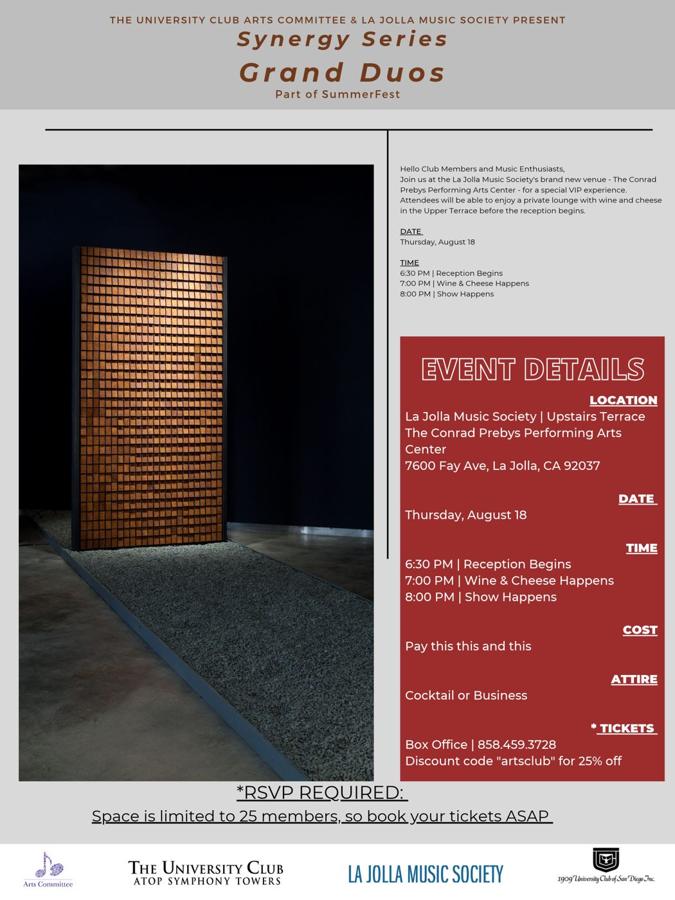 THE UNIVERSITY CLUB ARTS COMMITTEE & LA JOLLA MUSIC SOCIETY PRESENT
Synergy Series
Grand Duos
Part of SummerFest
Hello Club Members and Music Enthusiasts,
Join us at the La Jolla Music Society's brand new venue - The Conrad
Prebys Performing Arts Center - for a special VIP experience.
Attendees will be able to enjoy a private lounge with wine and cheese
in the Upper Terrace before the reception begins.
DATE
Thursday, August 18
TIME
6:30 PM | Reception Begins
7:00 PM | Wine & Cheese Happens
8:00 PM | Show Happens
EVENT DETAILS
LOCATION
La Jolla Music Society | Upstairs Terrace
The Conrad Prebys Performing Arts
Center
7600 Fay Ave, La Jolla, CA 92037
DATE
Thursday, August 18
TIME
6:30 PM | Reception Begins
7:00 PM | Wine & Cheese Happens
8:00 PM | Show Happens
COST
Pay this this and this
ATTIRE
Cocktail or Business
* TICKETS
Box Office | 858.459.3728
Discount code "artsclub" for 25% off
*RSVP REQUIRED:
Space is limited to 25 members, so book your tickets ASAP
Arts Committee
THE UNIVERSITY CLUB
ATOP SYMPHONY TOWERS
LA JOLLA MUSIC SOCIETY
1909 University Club of San Diego Inc.